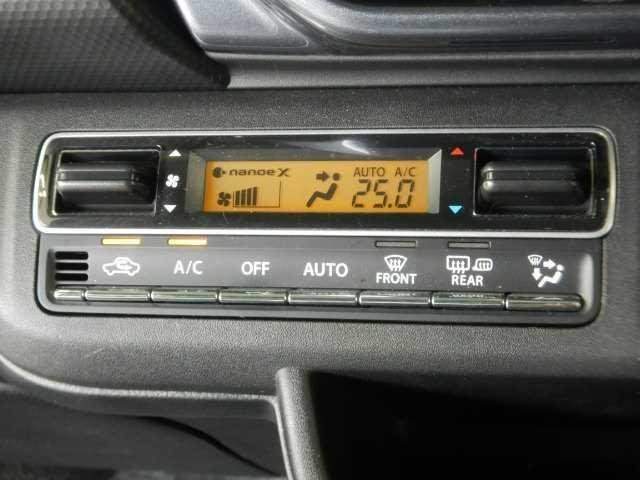 nanoeX AUTO A/C
25.0
A/C OFF AUTO FRONT REAR